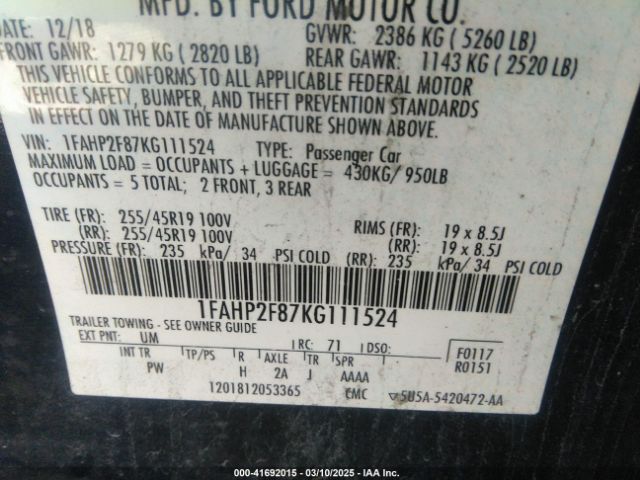 MFG. BY FORD MOTOR CO.
DATE: 12/18 GVWR: 2386 KG ( 5260 LB)
FRONT GAWR: 1279 KG ( 2820 LB) REAR GAWR: 1143 KG ( 2520 LB)
THIS VEHICLE CONFORMS TO ALL APPLICABLE FEDERAL MOTOR
VEHICLE SAFETY, BUMPER, AND THEFT PREVENTION STANDARDS
IN EFFECT ON THE DATE OF MANUFACTURE SHOWN ABOVE.
VIN: 1FAHP2F87KG111524 TYPE: Passenger Car
MAXIMUM LOAD = OCCUPANTS + LUGGAGE = 430KG/ 950LB
OCCUPANTS = 5 TOTAL; 2 FRONT, 3 REAR
TIRE (FR): 255/45R19 100V RIMS (FR): 19 x 8.5J
(RR): 255/45R19 100V (RR): 19 x 8.5J
PRESSURE (FR): 235 kPa/ 34 PSI COLD (RR): 235 kPa/ 34 PSI COLD
1FAHP2F87KG111524
TRAILER TOWING - SEE OWNER GUIDE
EXT PNT: UM RC: 71 DSO: F0117
R0151
INT TR TP/PS R AXLE TR SPR
PW H 2A J AAAA
1201812053365 CMC 5U5A-5420472-AA
000-41692015 - 03/10/2025 - IAA Inc.